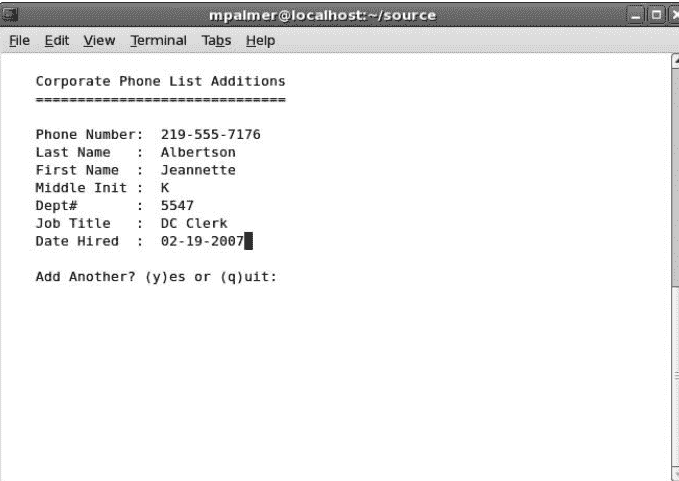 mpalmer@localhost:~/source
File Edit View Terminal Tabs Help
Corporate Phone List Additions
==============================
Phone Number: 219-555-7176
Last Name : Albertson
First Name : Jeannette
Middle Init : K
Dept# : 5547
Job Title : DC Clerk
Date Hired : 02-19-2007
Add Another? (y)es or (q)uit: